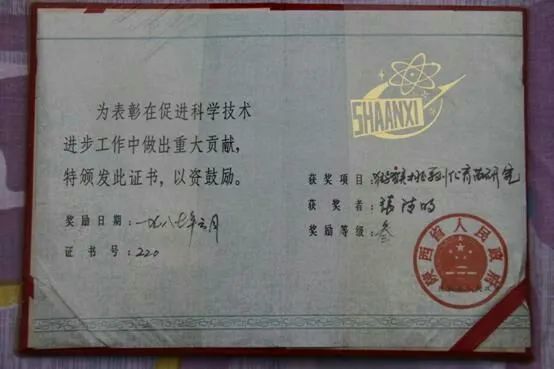 为表彰在促进科学技术
进步工作中做出重大贡献，
特颁发此证书，以资鼓励。
奖励日期：一九八七年三月
证书号：220
SHAANXI
获奖项目：
获奖者：张
奖励等级：叁
陕西省人民政府